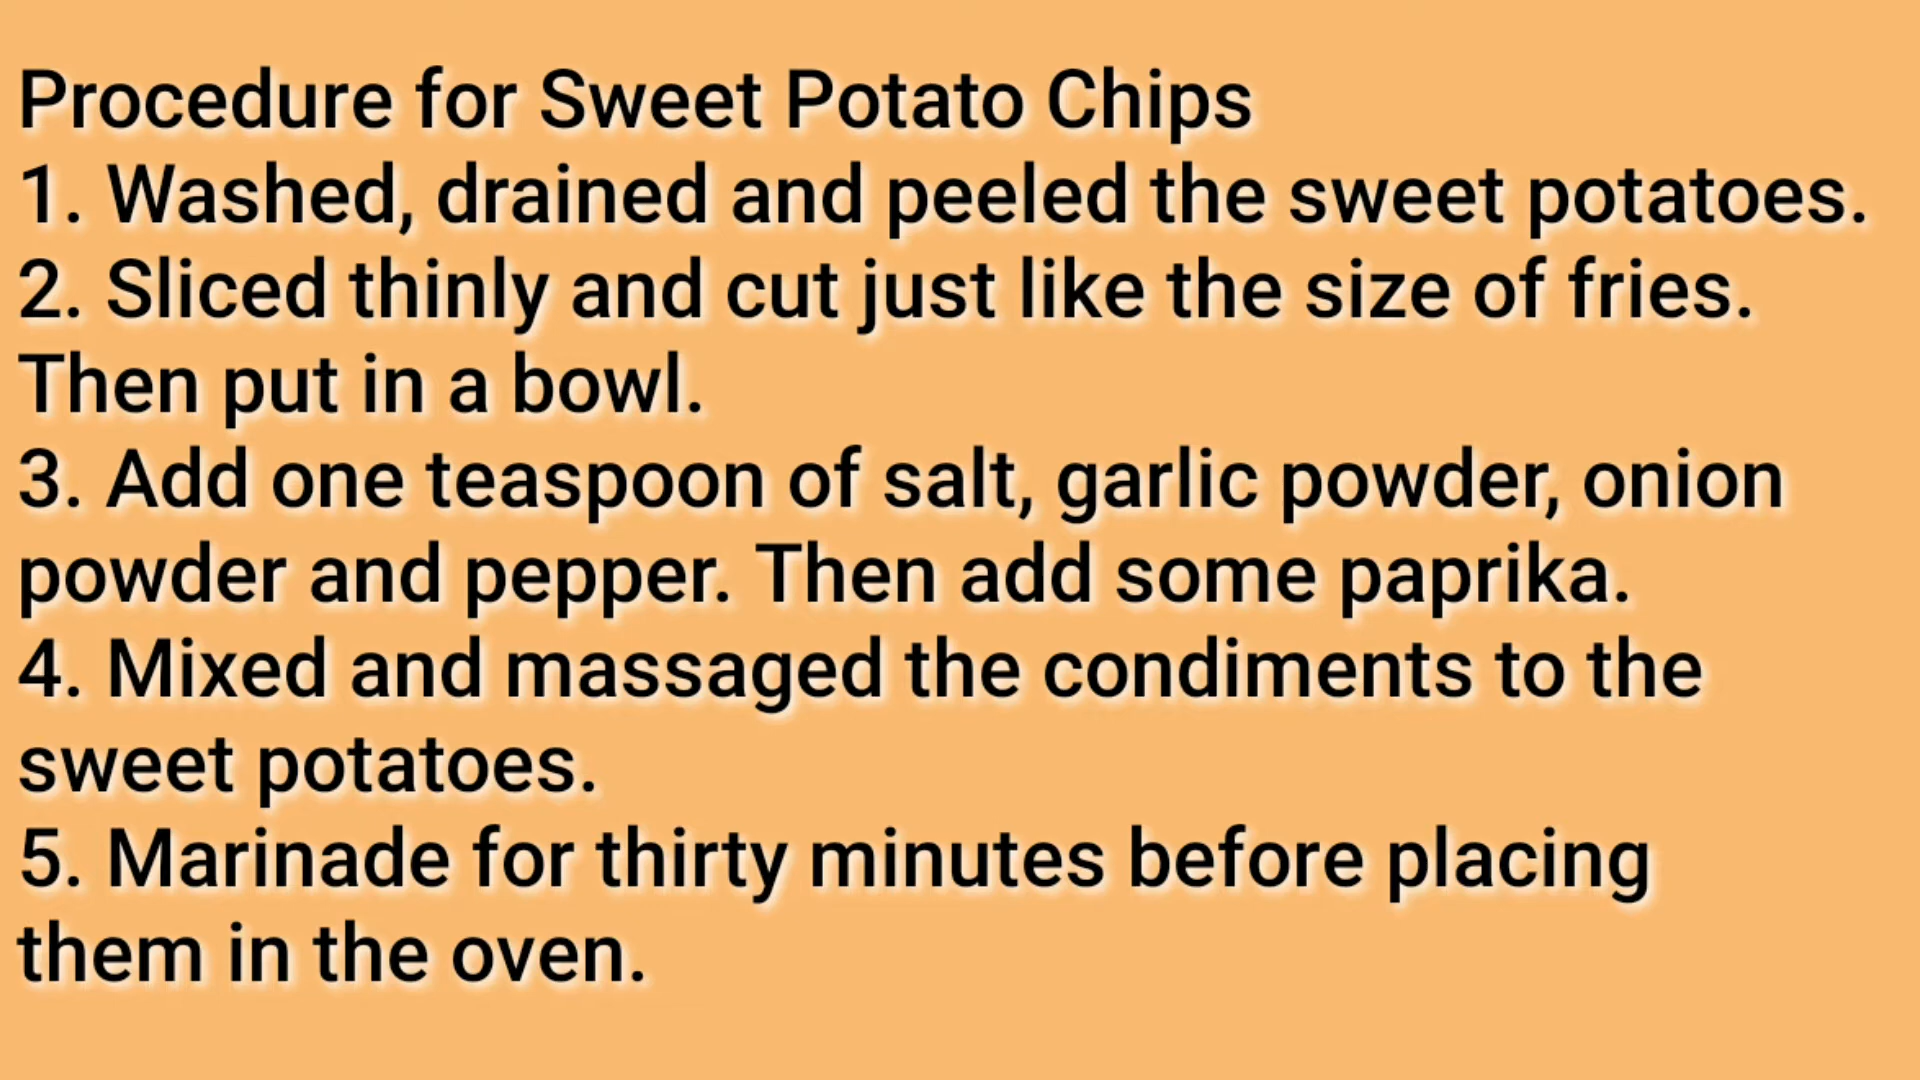 Procedure for Sweet Potato Chips
1. Washed, drained and peeled the sweet potatoes.
2. Sliced thinly and cut just like the size of fries.
Then put in a bowl.
3. Add one teaspoon of salt, garlic powder, onion
powder and pepper. Then add some paprika.
4. Mixed and massaged the condiments to the
sweet potatoes.
5. Marinade for thirty minutes before placing
them in the oven.